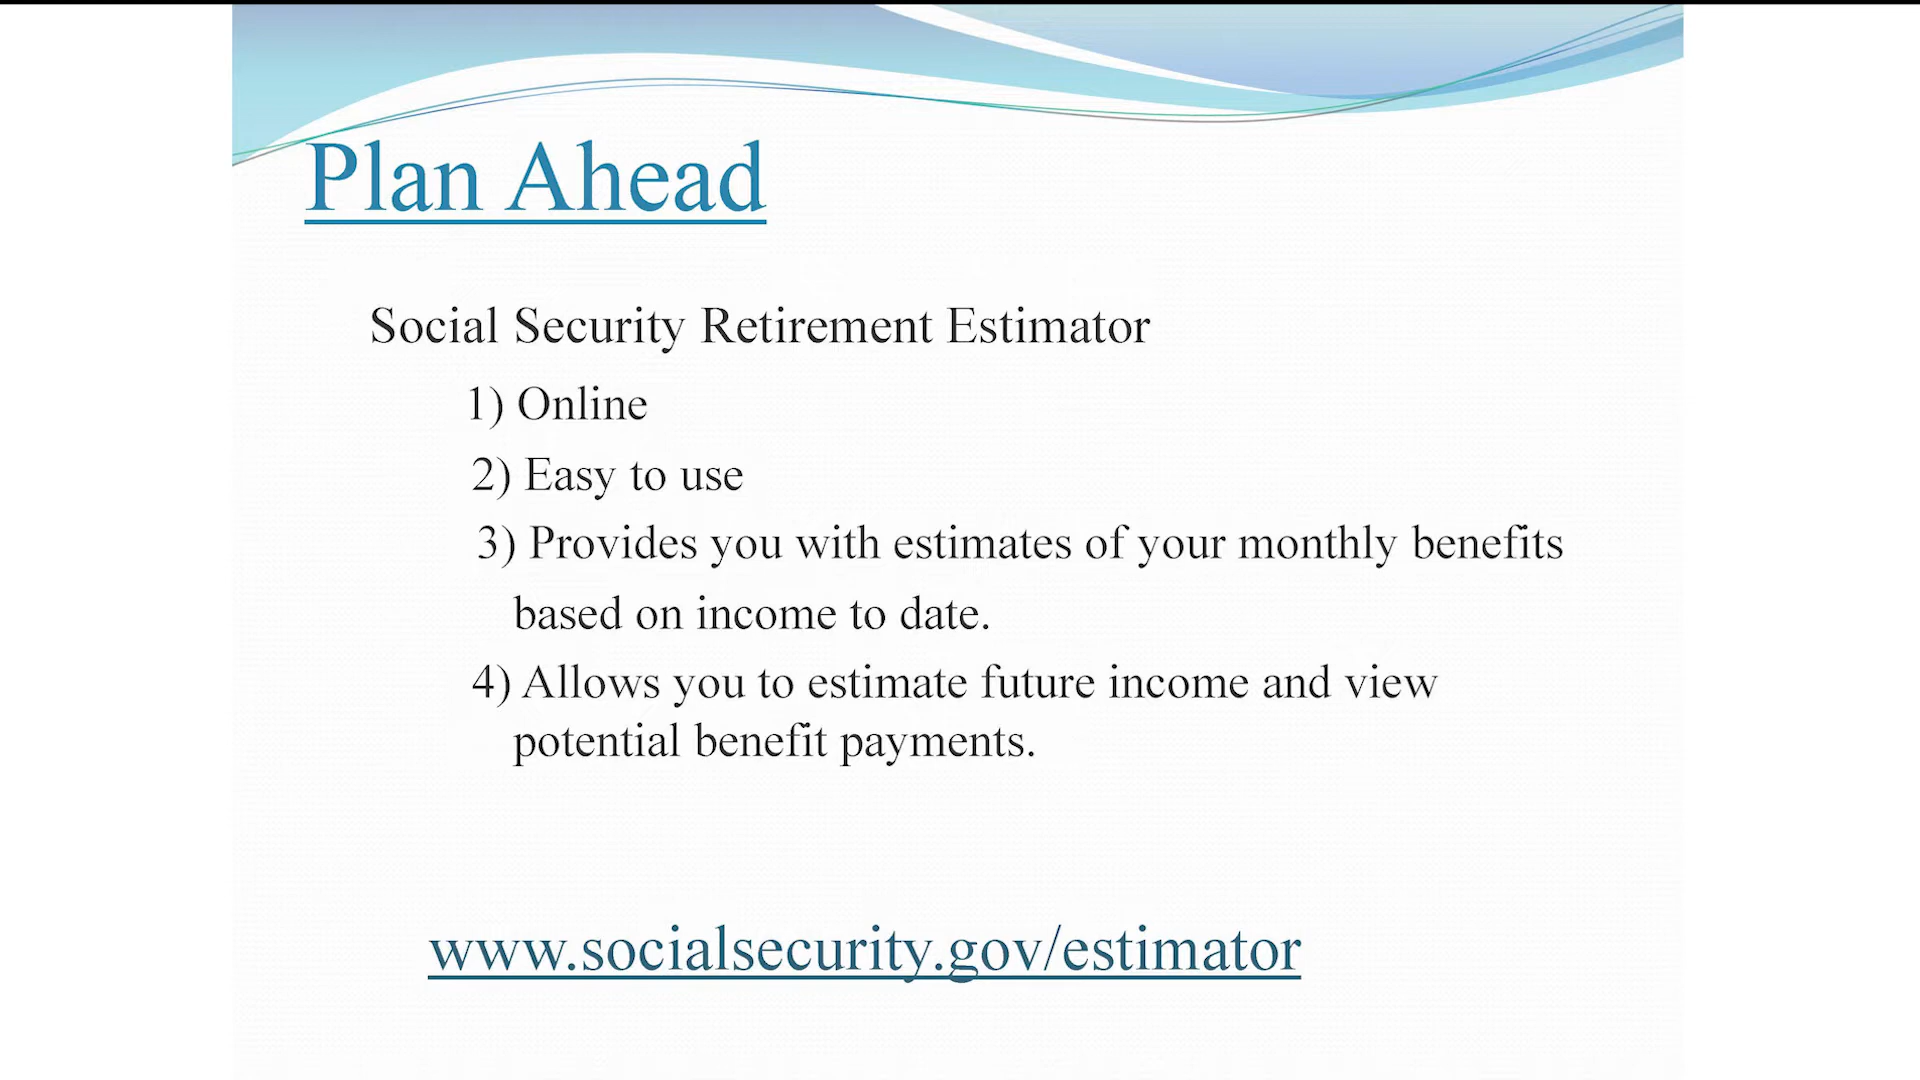 Plan Ahead
Social Security Retirement Estimator
1) Online
2) Easy to use
3) Provides you with estimates of your monthly benefits
based on income to date.
4) Allows you to estimate future income and view
potential benefit payments.
www.socialsecurity.gov/estimator